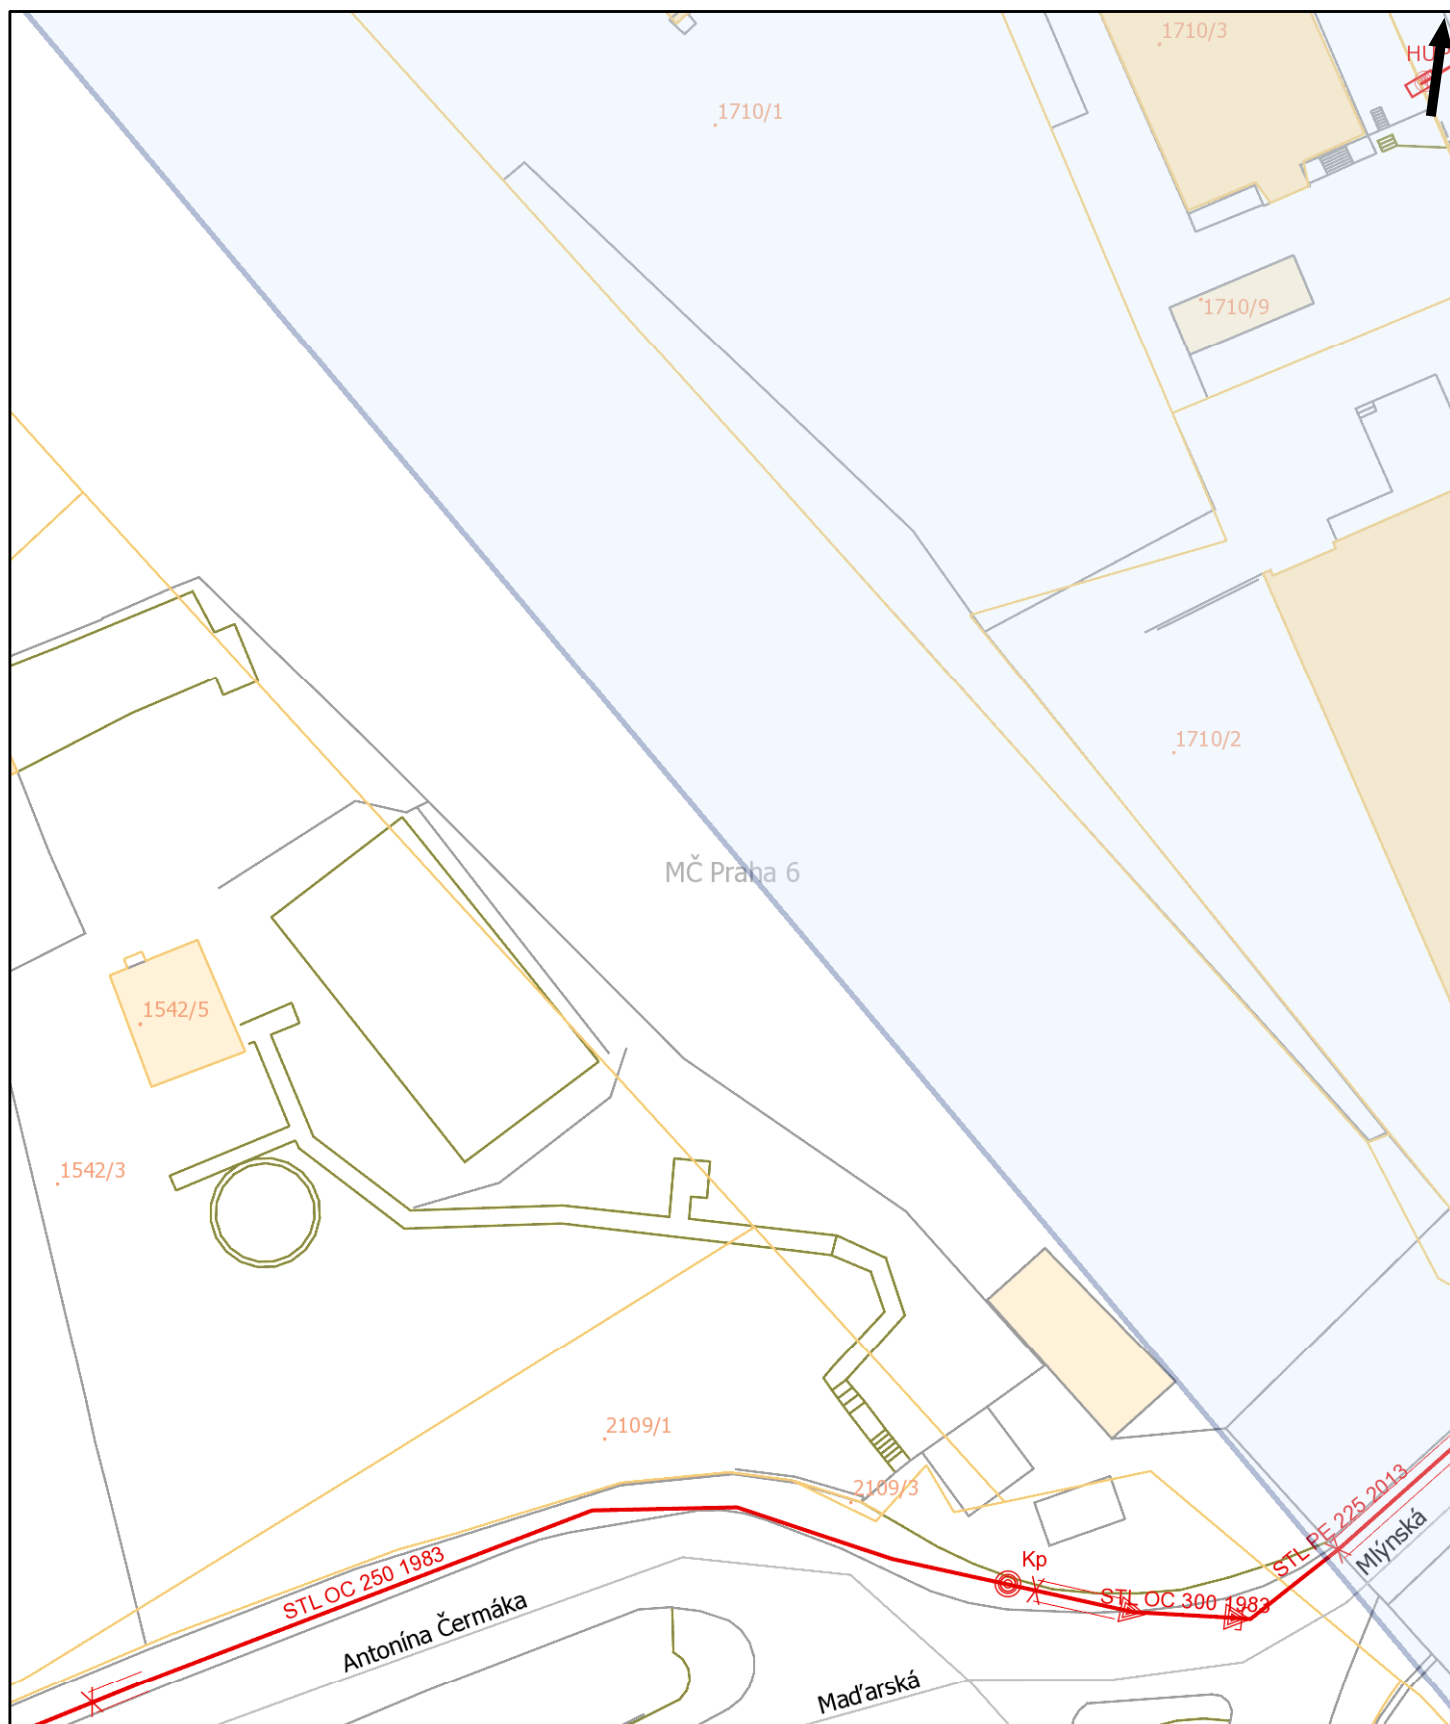 1710/3
HUP
1710/1
1710/9
1710/2
MČ Praha 6
1542/5
1542/3
2109/1
2109/3
STL PE 225 2013
Mlýnská
Kp
STL OC 300 1983
STL OC 250 1983
Antonína Čermáka
Maďarská